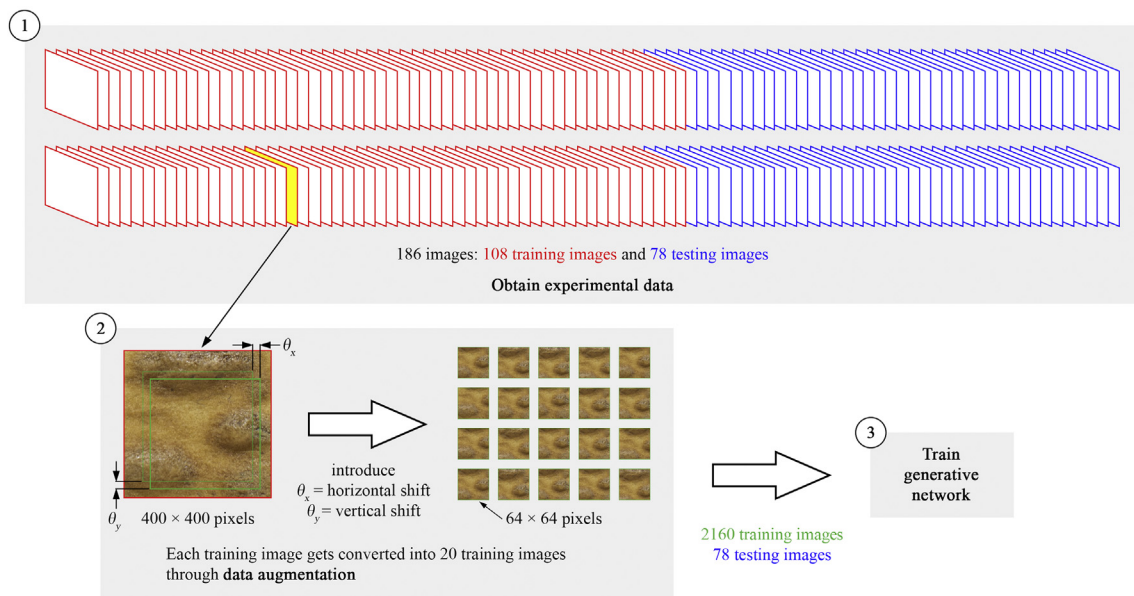 1
186 images: 108 training images and 78 testing images
Obtain experimental data
2
θx
θy
400 × 400 pixels
introduce
θx = horizontal shift
θy = vertical shift
64 × 64 pixels
Each training image gets converted into 20 training images
through data augmentation
2160 training images
78 testing images
3
Train
generative
network